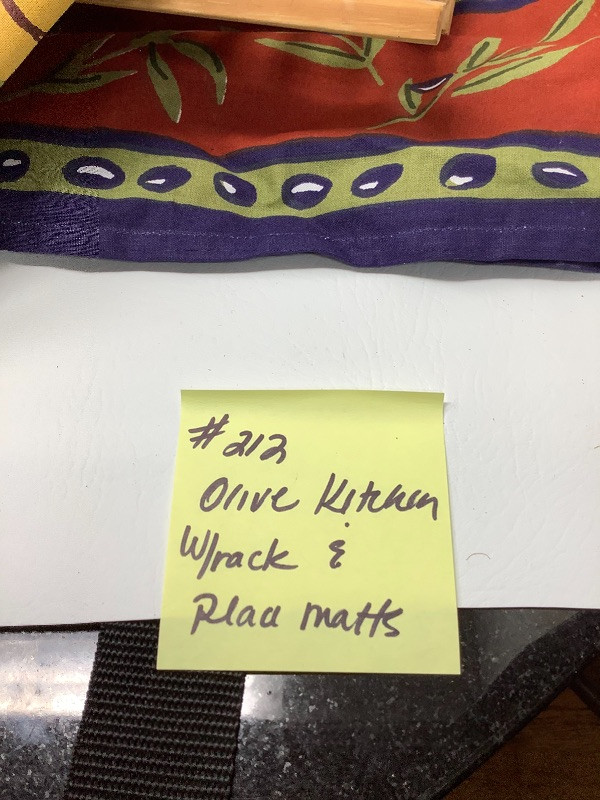 #212
Olive Kitchen
W/rack &
Place matts